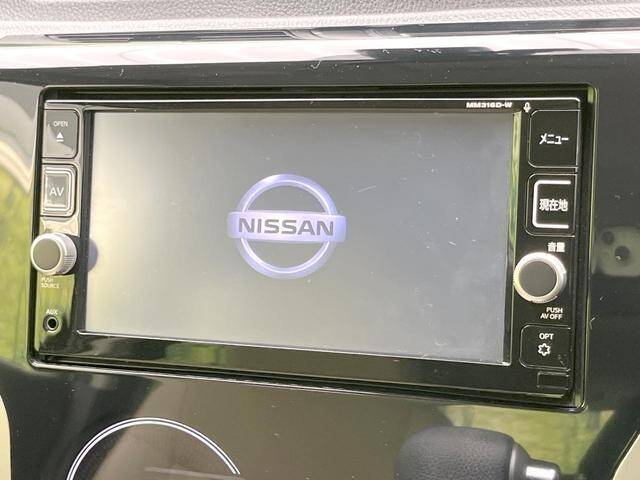 MM316D-W
OPEN
AV
PUSH
SOURCE
AUX
NISSAN
メニュー
現在地
音量
PUSH
AV OFF
OPT